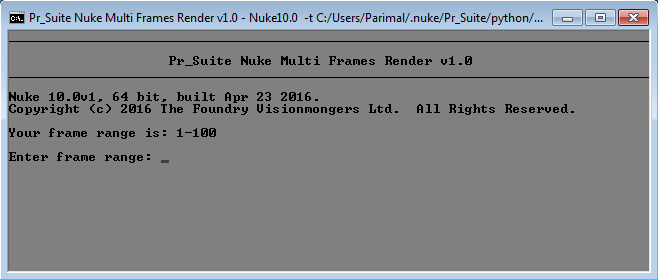 Pr_Suite Nuke Multi Frames Render v1.0 - Nuke10.0 -t C:/Users/Parimal/.nuke/Pr_Suite/python/...
Pr_Suite Nuke Multi Frames Render v1.0
Nuke 10.0v1, 64 bit, built Apr 23 2016.
Copyright (c) 2016 The Foundry Visionmongers Ltd.  All Rights Reserved.
Your frame range is: 1-100
Enter frame range: _